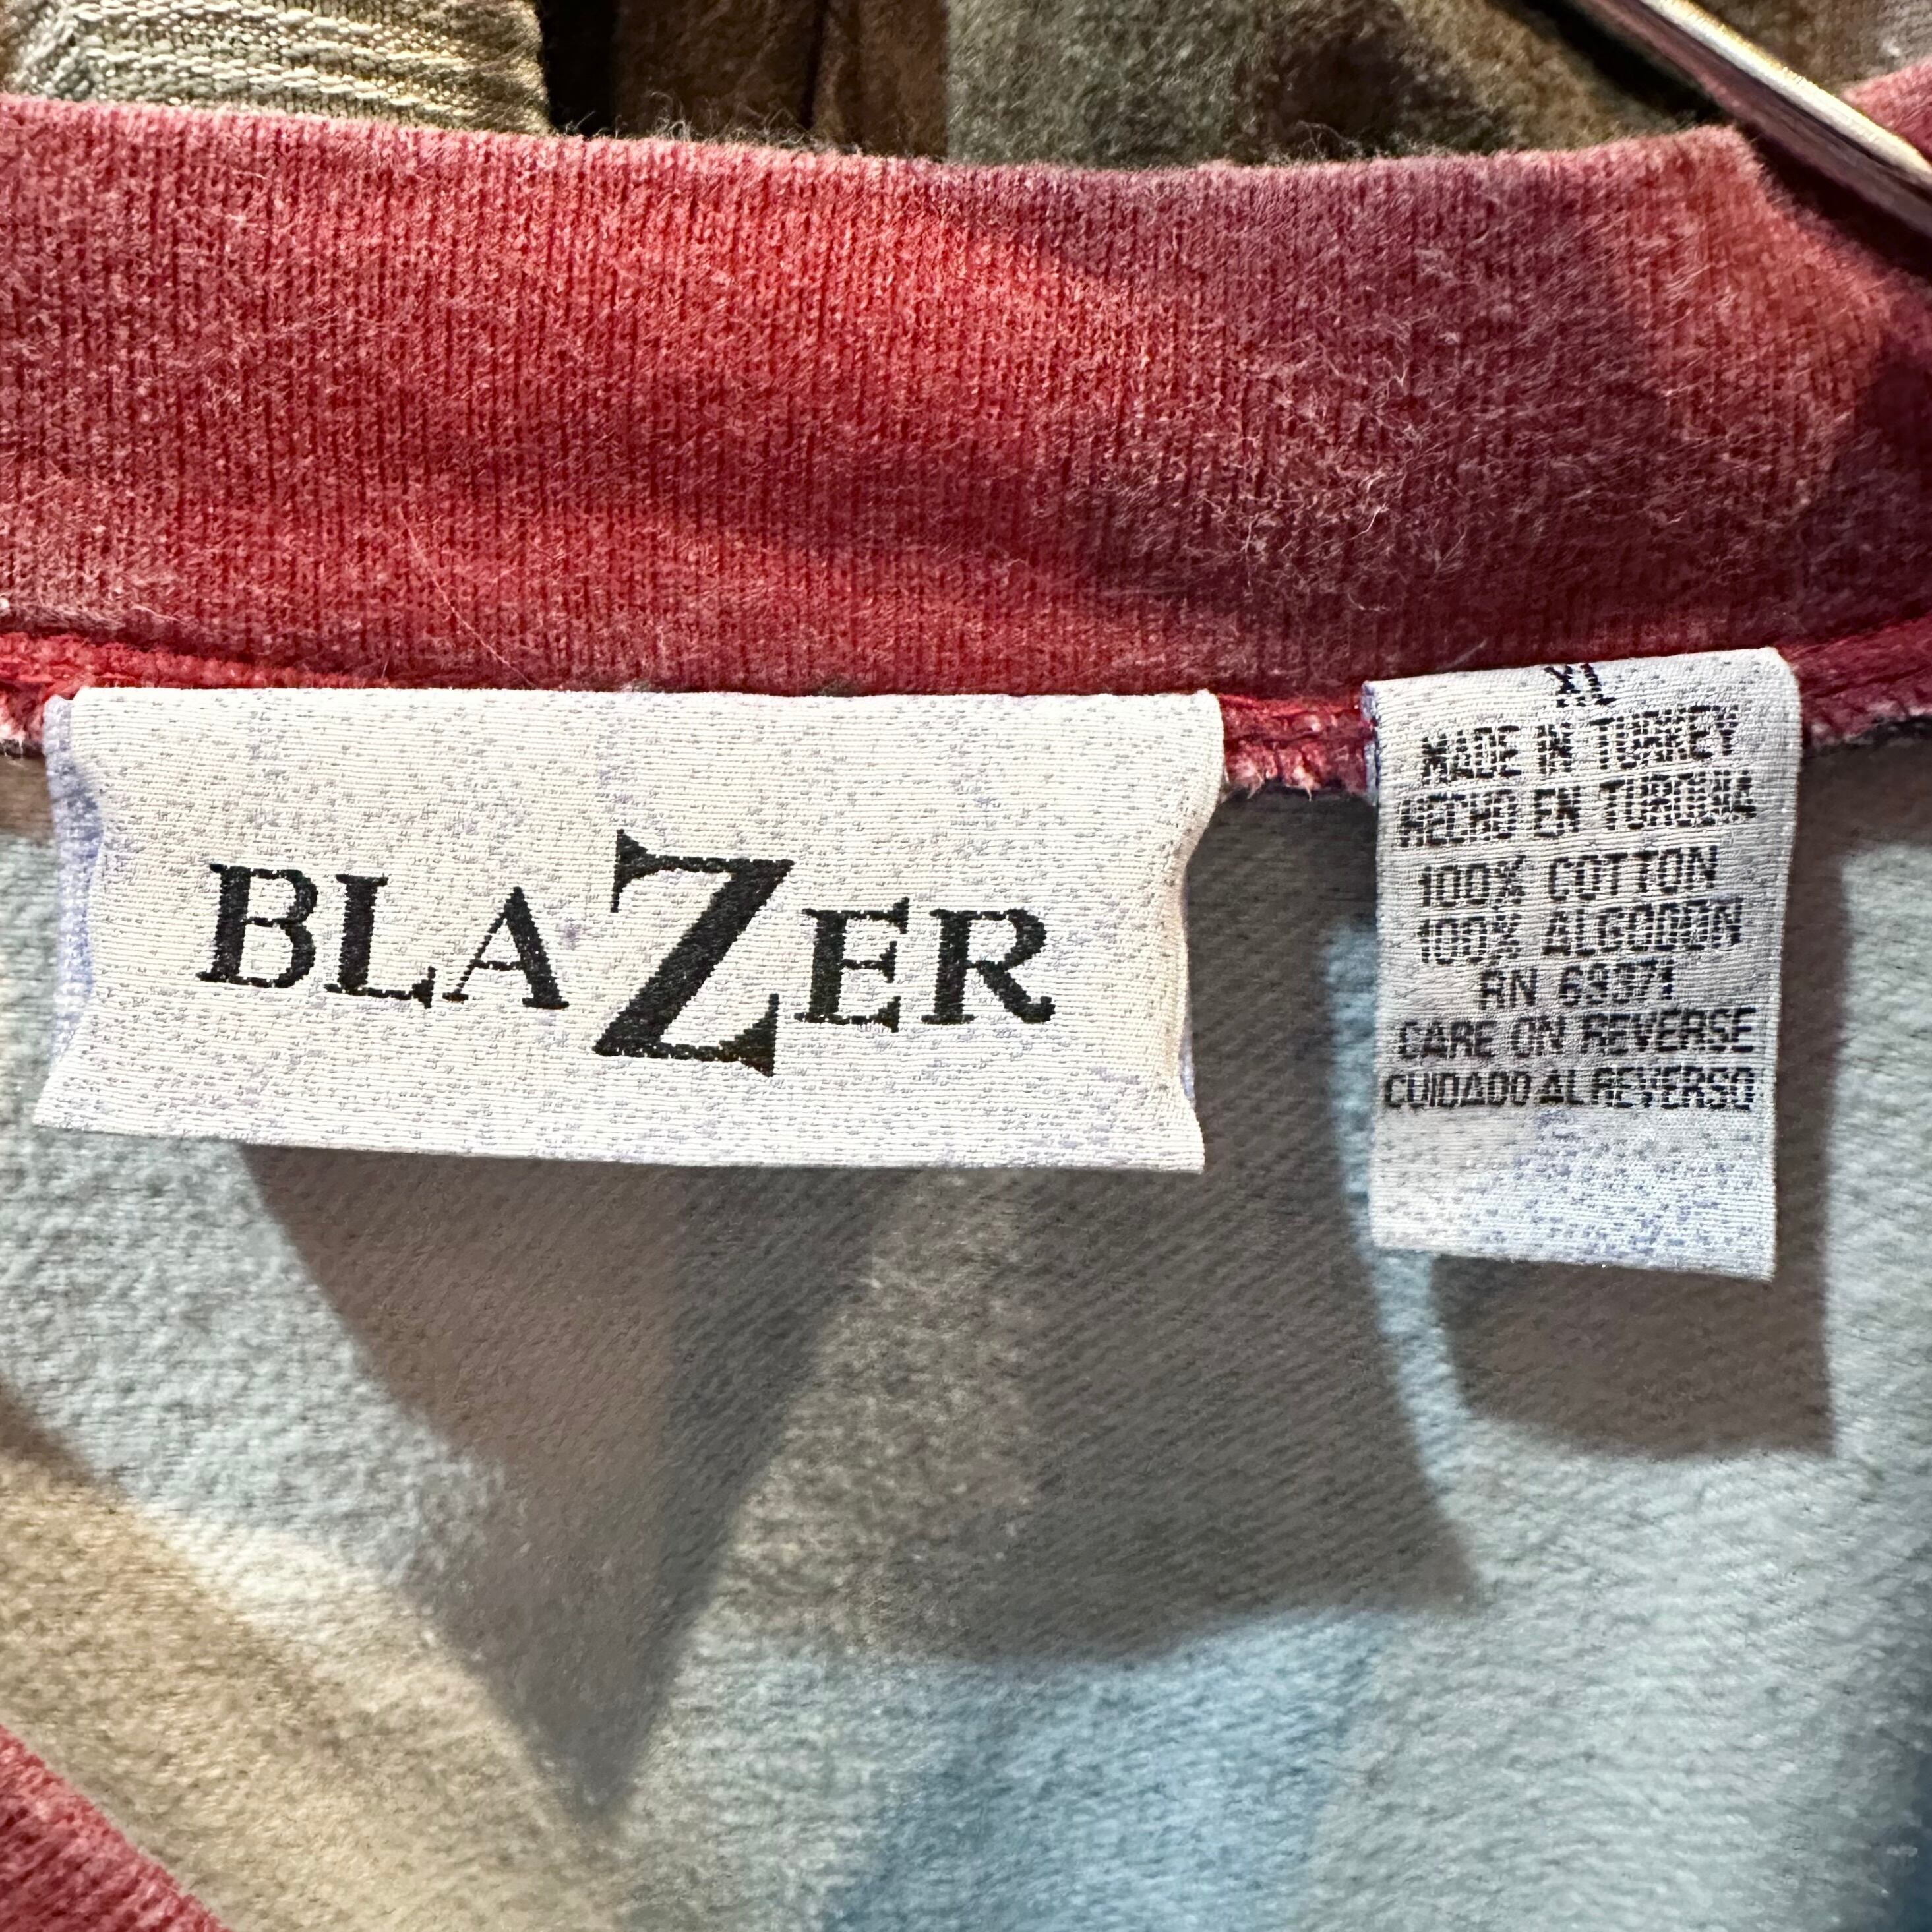 BLAZER
XL
MADE IN TURKEY
HECHO EN TURQUIA
100% COTTON
100% ALGODON
RN 69371
CARE ON REVERSE
CUIDADO AL REVERSO